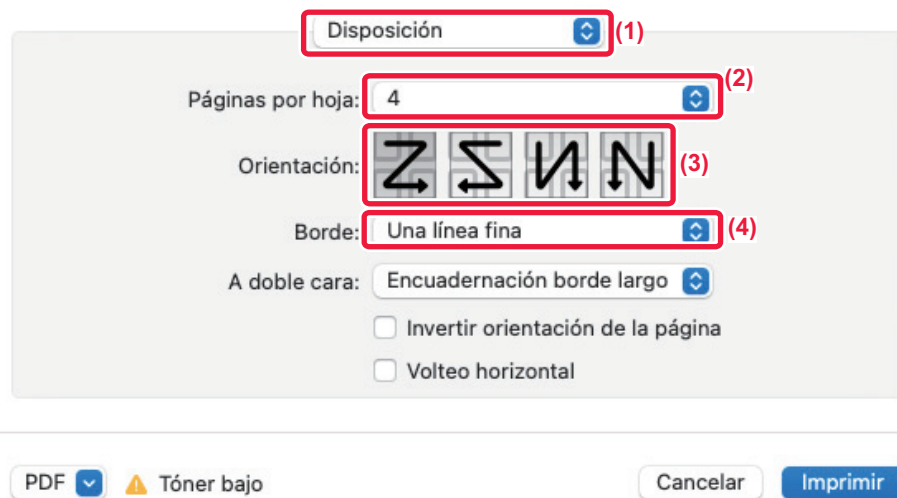 Disposición (1)
Páginas por hoja: 4 (2)
Orientación: (3)
Borde: Una línea fina (4)
A doble cara: Encuadernación borde largo
Invertir orientación de la página
Volteo horizontal
PDF Tóner bajo Cancelar Imprimir